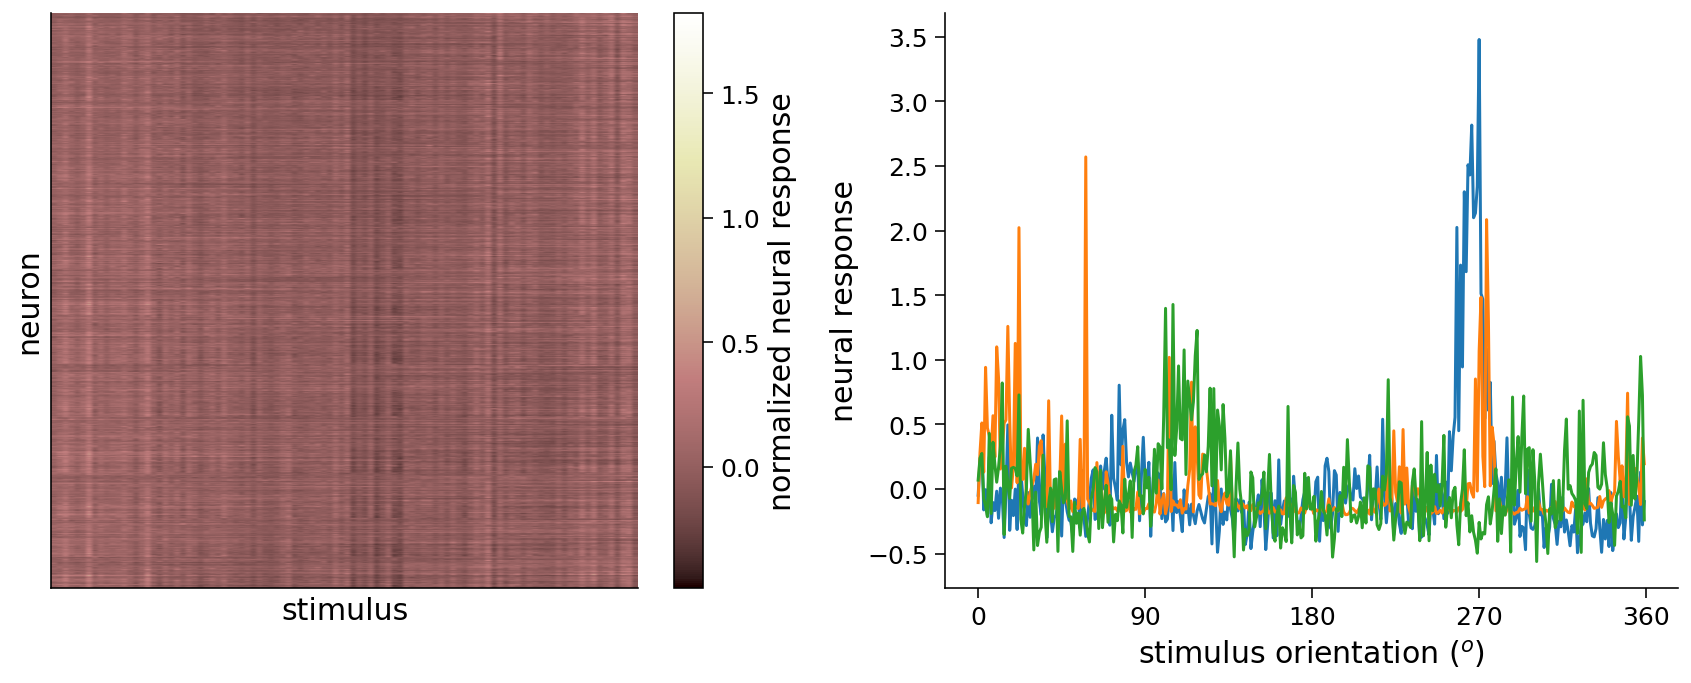 neuron
stimulus
1.5
1.0
0.5
0.0
normalized neural response
neural response
3.5
3.0
2.5
2.0
1.5
1.0
0.5
0.0
−0.5
0 90 180 270 360
stimulus orientation (o)